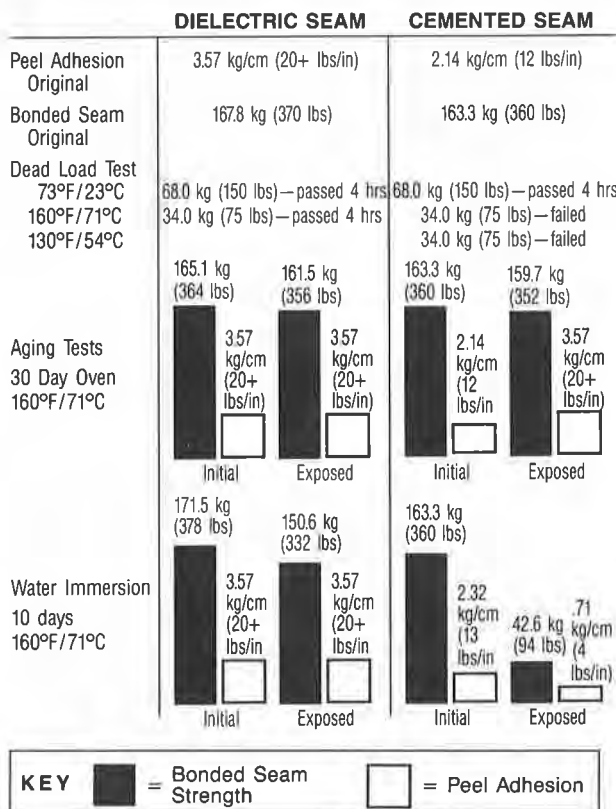 DIELECTRIC SEAM CEMENTED SEAM
Peel Adhesion Original 3.57 kg/cm (20+ lbs/in) 2.14 kg/cm (12 lbs/in)
Bonded Seam Original 167.8 kg (370 lbs) 163.3 kg (360 lbs)
Dead Load Test
73°F/23°C 68.0 kg (150 lbs)—passed 4 hrs 68.0 kg (150 lbs)—passed 4 hrs
160°F/71°C 34.0 kg (75 lbs)—passed 4 hrs 34.0 kg (75 lbs)—failed
130°F/54°C 34.0 kg (75 lbs)—failed
Aging Tests
30 Day Oven
160°F/71°C
165.1 kg
(364 lbs)
3.57
kg/cm
(20+
lbs/in)
Initial
161.5 kg
(356 lbs)
3.57
kg/cm
(20+
lbs/in)
Exposed
163.3 kg
(360 lbs)
2.14
kg/cm
(12
lbs/in
Initial
159.7 kg
(352 lbs)
3.57
kg/cm
(20+
lbs/in)
Exposed
Water Immersion
10 days
160°F/71°C
171.5 kg
(378 lbs)
3.57
kg/cm
(20+
lbs/in
Initial
150.6 kg
(332 lbs)
3.57
kg/cm
(20+
lbs/in
Exposed
163.3 kg
(360 lbs)
2.32
kg/cm
(13
lbs/in
Initial
42.6 kg
(94 lbs)
.71
kg/cm
(4
lbs/in)
Exposed
KEY = Bonded Seam Strength = Peel Adhesion